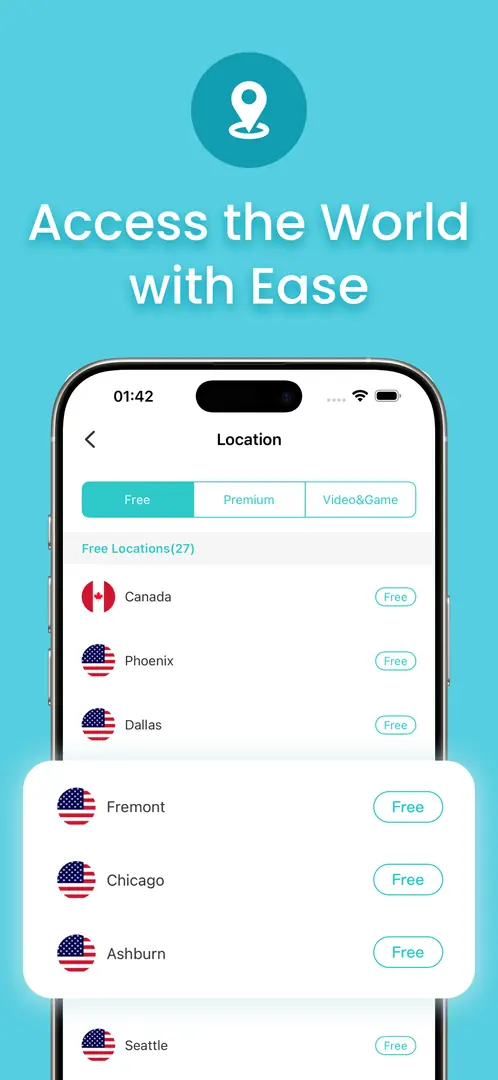 Access the World
with Ease
01:42
Location
Free Premium Video&Game
Free Locations(27)
Canada Free
Phoenix Free
Dallas Free
Fremont Free
Chicago Free
Ashburn Free
Seattle Free